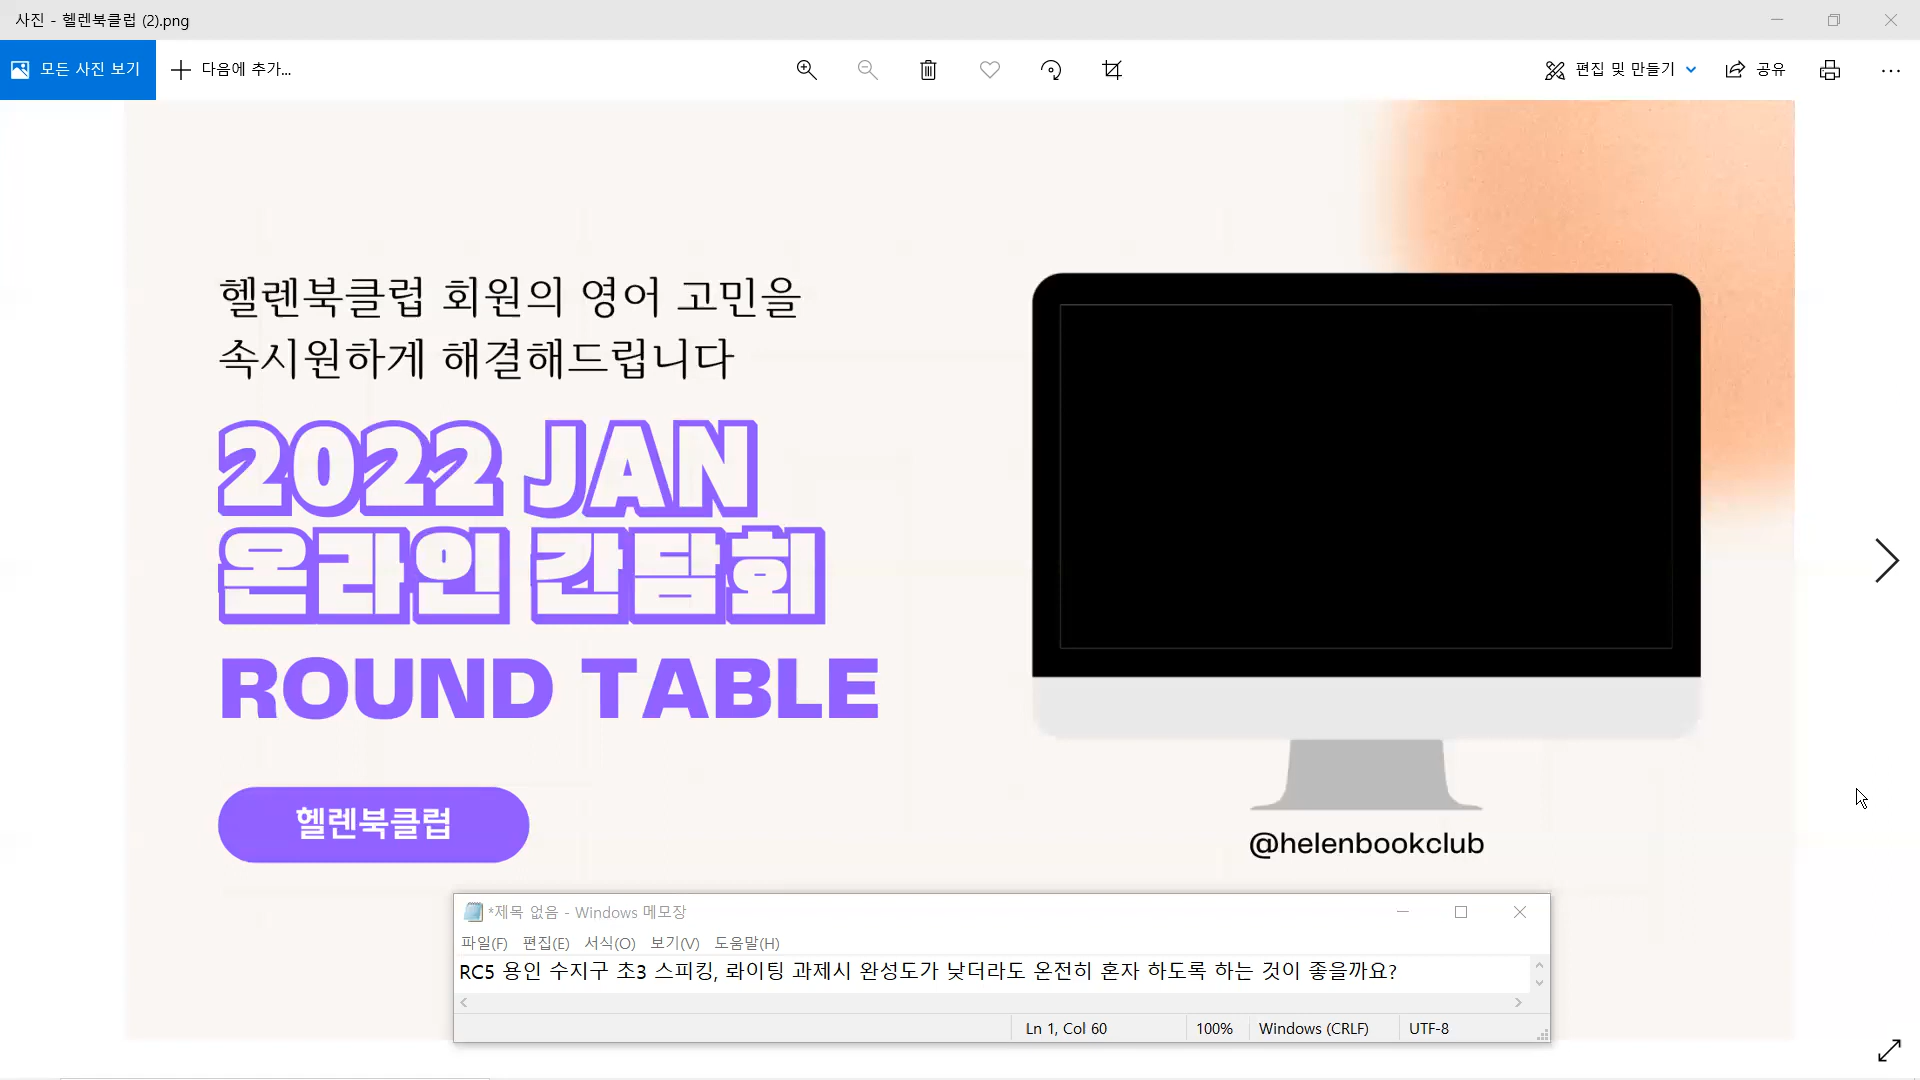 사진 - 헬렌북클럽 (2).png
모든 사진 보기
다음에 추가...
편집 및 만들기
공유
헬렌북클럽 회원의 영어 고민을
속시원하게 해결해드립니다
2022 JAN
온라인 간담회
ROUND TABLE
헬렌북클럽
@helenbookclub
*제목 없음 - Windows 메모장
파일(F) 편집(E) 서식(O) 보기(V) 도움말(H)
RC5 용인 수지구 초3 스피킹, 롸이팅 과제시 완성도가 낮더라도 온전히 혼자 하도록 하는 것이 좋을까요?
Ln 1, Col 60 100% Windows (CRLF) UTF-8